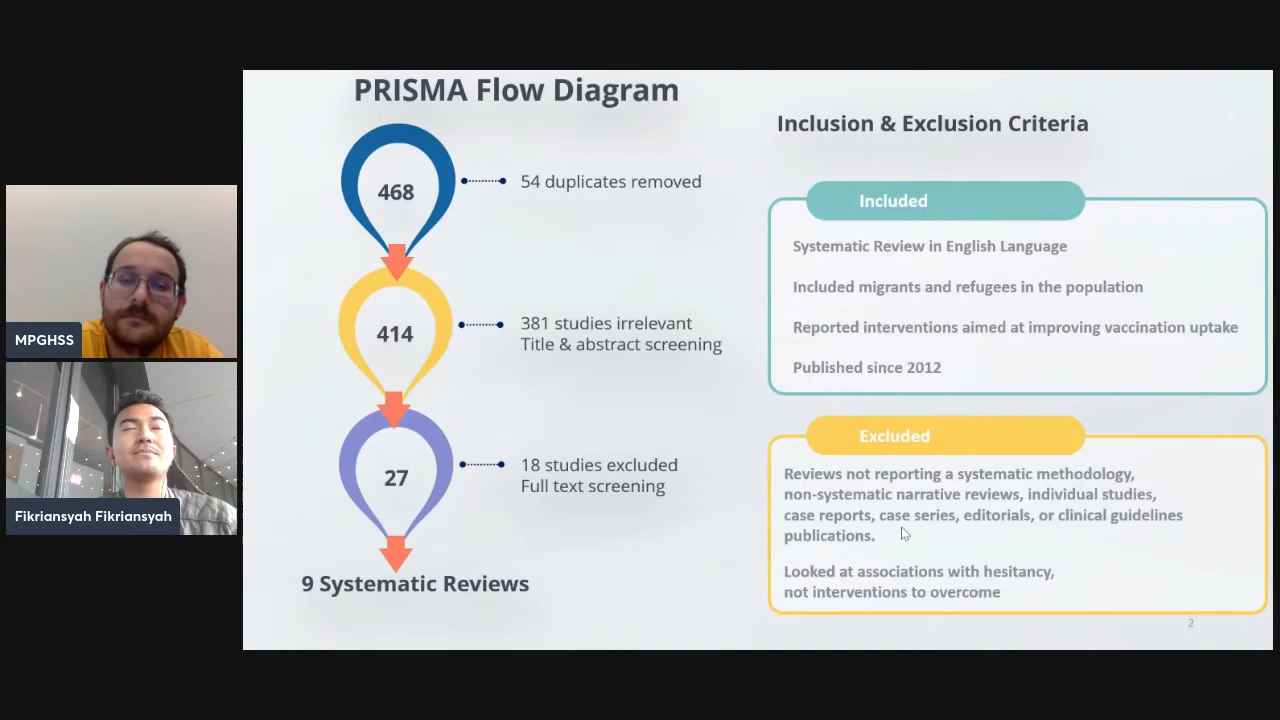 PRISMA Flow Diagram
468
54 duplicates removed
414
381 studies irrelevant
Title & abstract screening
27
18 studies excluded
Full text screening
9 Systematic Reviews
Inclusion & Exclusion Criteria
Included
Systematic Review in English Language
Included migrants and refugees in the population
Reported interventions aimed at improving vaccination uptake
Published since 2012
Excluded
Reviews not reporting a systematic methodology,
non-systematic narrative reviews, individual studies,
case reports, case series, editorials, or clinical guidelines
publications.
Looked at associations with hesitancy,
not interventions to overcome
2
MPGHSS
Fikriansyah Fikriansyah